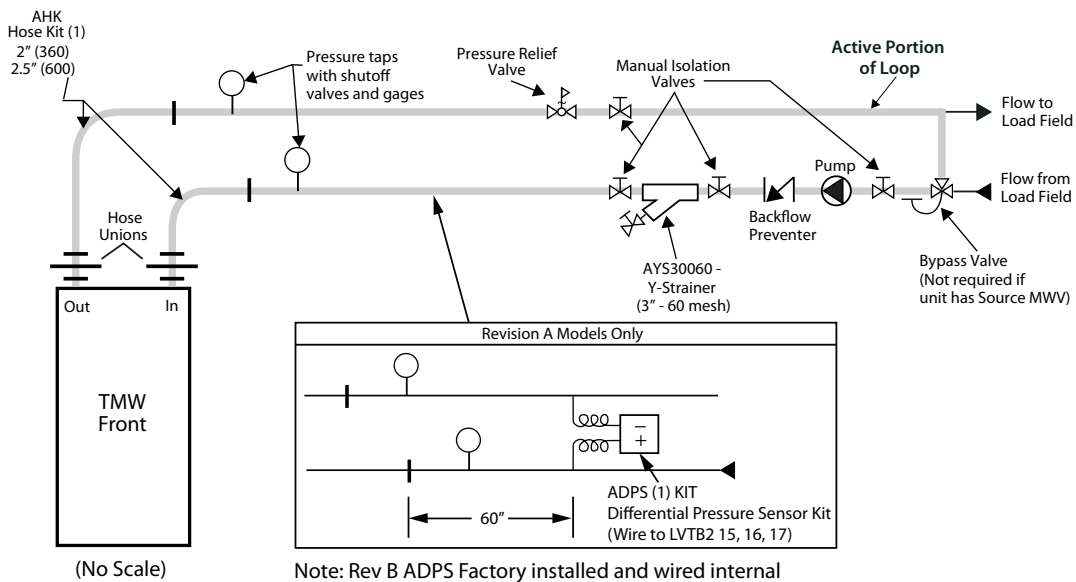 AHK
Hose Kit (1)
2” (360)
2.5” (600)
Pressure taps
with shutoff
valves and gages
Pressure Relief
Valve
Manual Isolation
Valves
Active Portion
of Loop
Flow to
Load Field
Pump
Flow from
Load Field
Hose
Unions
Backflow
Preventer
AYS30060 -
Y-Strainer
(3” - 60 mesh)
Bypass Valve
(Not required if
unit has Source MWV)
Out
In
TMW
Front
(No Scale)
Revision A Models Only
−
+
60”
ADPS (1) KIT
Differential Pressure Sensor Kit
(Wire to LVTB2 15, 16, 17)
Note: Rev B ADPS Factory installed and wired internal